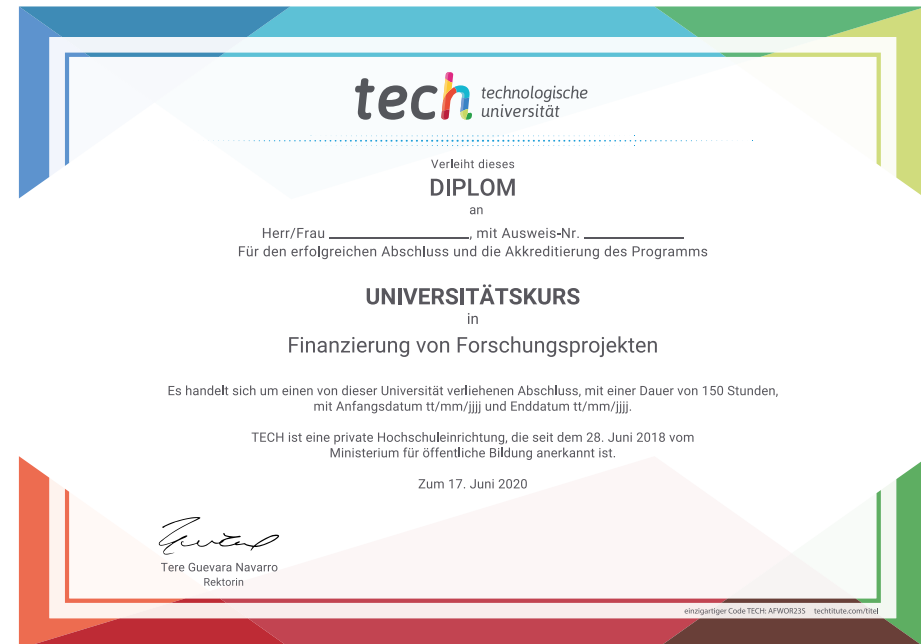 tech technologische
universität
Verleiht dieses
DIPLOM
an
Herr/Frau ____________________, mit Ausweis-Nr. ______________
Für den erfolgreichen Abschluss und die Akkreditierung des Programms
UNIVERSITÄTSKURS
in
Finanzierung von Forschungsprojekten
Es handelt sich um einen von dieser Universität verliehenen Abschluss, mit einer Dauer von 150 Stunden,
mit Anfangsdatum tt/mm/jjjj und Enddatum tt/mm/jjjj.
TECH ist eine private Hochschuleinrichtung, die seit dem 28. Juni 2018 vom
Ministerium für öffentliche Bildung anerkannt ist.
Zum 17. Juni 2020
Tere Guevara Navarro
Rektorin
einzigartiger Code TECH: AFWOR23S techtitute.com/titel